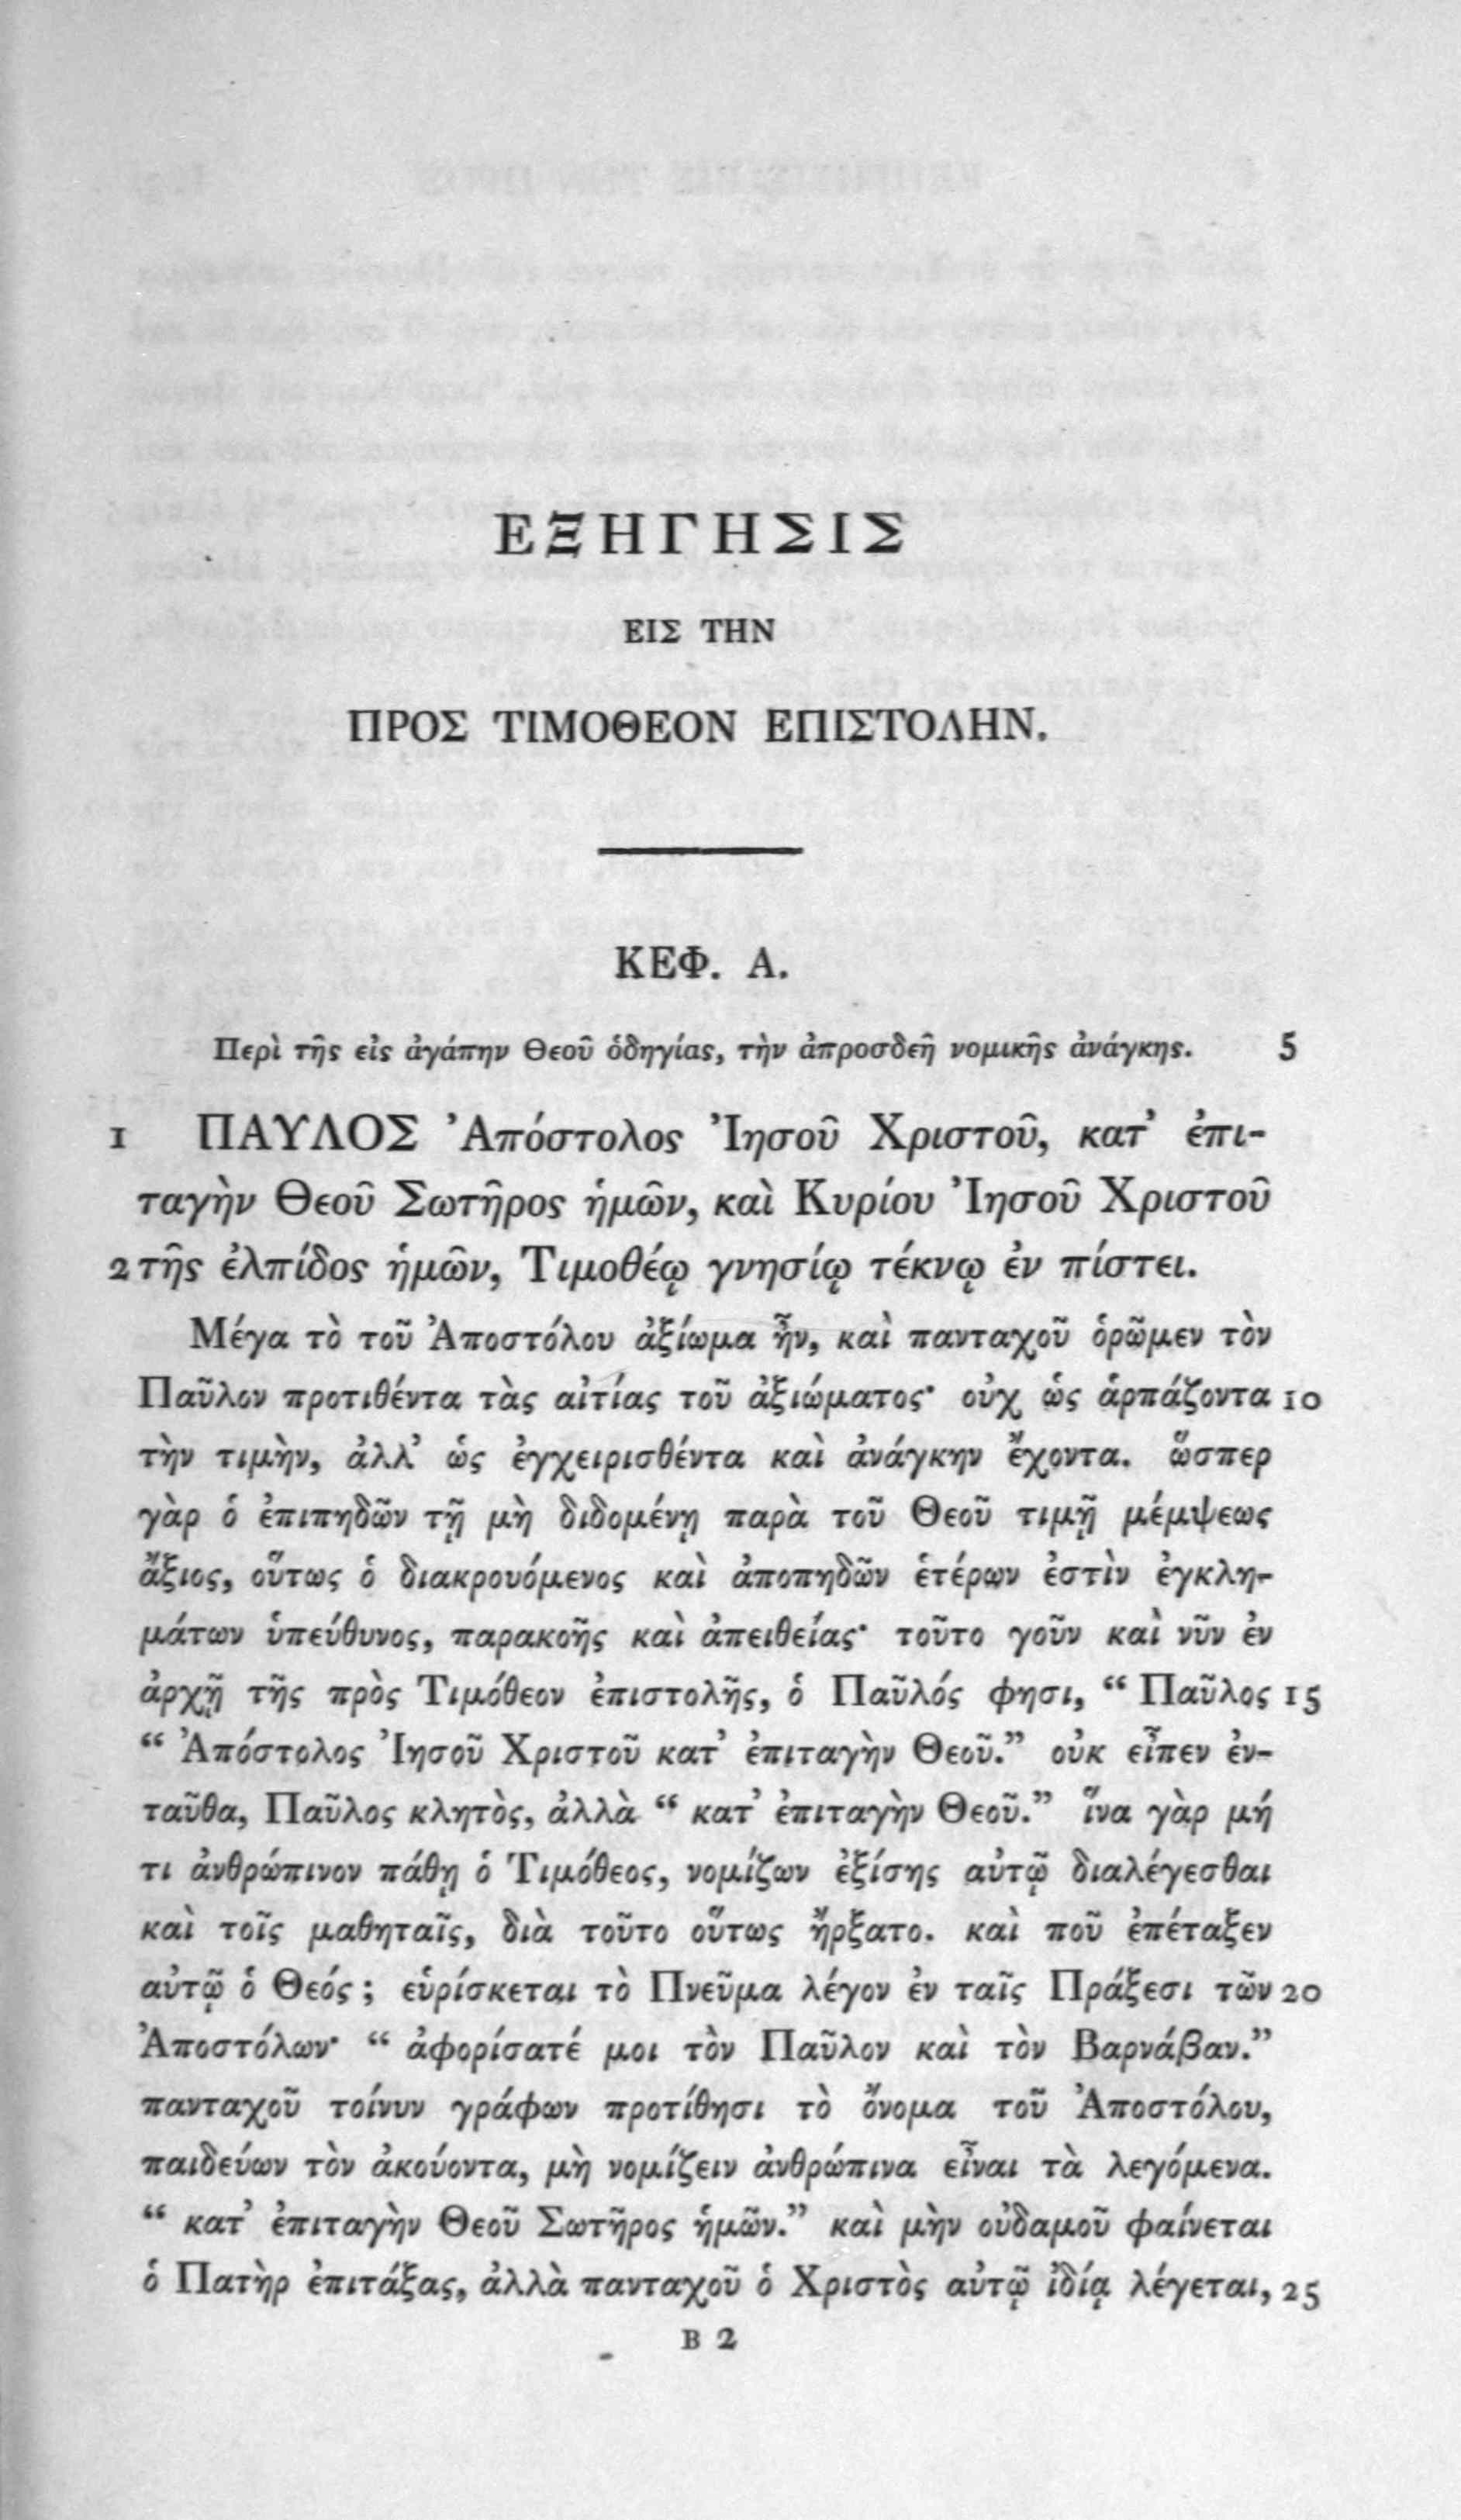 ΕΞΗΓΗΣΙΣ
ΕΙΣ ΤΗΝ
ΠΡΟΣ ΤΙΜΟΘΕΟΝ ΕΠΙΣΤΟΛΗΝ.
ΚΕΦ. Α.
Περὶ τῆς εἰς ἀγάπην Θεοῦ ὁδηγίας, τὴν ἀπροσδεῆ νομικῆς ἀνάγκης. 5
1 ΠΑΥΛΟΣ Ἀπόστολος Ἰησοῦ Χριστοῦ, κατ’ ἐπι-
ταγὴν Θεοῦ Σωτῆρος ἡμῶν, καὶ Κυρίου Ἰησοῦ Χριστοῦ
2 τῆς ἐλπίδος ἡμῶν, Τιμοθέῳ γνησίῳ τέκνῳ ἐν πίστει.
Μέγα τὸ τοῦ Ἀποστόλου ἀξίωμα ἦν, καὶ πανταχοῦ ὁρῶμεν τὸν
Παῦλον προτιθέντα τὰς αἰτίας τοῦ ἀξιώματος· οὐχ ὡς ἁρπάζοντα 10
τὴν τιμὴν, ἀλλ’ ὡς ἐγχειρισθέντα καὶ ἀνάγκην ἔχοντα. ὥσπερ
γὰρ ὁ ἐπιπηδῶν τῇ μὴ διδομένῃ παρὰ τοῦ Θεοῦ τιμῇ μέμψεως
ἄξιος, οὕτως ὁ διακρουόμενος καὶ ἀποπηδῶν ἑτέρων ἐστὶν ἐγκλη-
μάτων ὑπεύθυνος, παρακοῆς καὶ ἀπειθείας· τοῦτο γοῦν καὶ νῦν ἐν
ἀρχῇ τῆς πρὸς Τιμόθεον ἐπιστολῆς, ὁ Παῦλός φησι, “ Παῦλος 15
“ Ἀπόστολος Ἰησοῦ Χριστοῦ κατ’ ἐπιταγὴν Θεοῦ.” οὐκ εἶπεν ἐν-
ταῦθα, Παῦλος κλητὸς, ἀλλὰ “ κατ’ ἐπιταγὴν Θεοῦ.” ἵνα γὰρ μή
τι ἀνθρώπινον πάθῃ ὁ Τιμόθεος, νομίζων ἐξίσης αὐτῷ διαλέγεσθαι
καὶ τοῖς μαθηταῖς, διὰ τοῦτο οὕτως ἤρξατο. καὶ ποῦ ἐπέταξεν
αὐτῷ ὁ Θεός ; εὑρίσκεται τὸ Πνεῦμα λέγον ἐν ταῖς Πράξεσι τῶν 20
Ἀποστόλων· “ ἀφορίσατέ μοι τὸν Παῦλον καὶ τὸν Βαρνάβαν.”
πανταχοῦ τοίνυν γράφων προτίθησι τὸ ὄνομα τοῦ Ἀποστόλου,
παιδεύων τὸν ἀκούοντα, μὴ νομίζειν ἀνθρώπινα εἶναι τὰ λεγόμενα.
“ κατ’ ἐπιταγὴν Θεοῦ Σωτῆρος ἡμῶν.” καὶ μὴν οὐδαμοῦ φαίνεται
ὁ Πατὴρ ἐπιτάξας, ἀλλὰ πανταχοῦ ὁ Χριστὸς αὐτῷ ἰδίᾳ λέγεται, 25
B 2